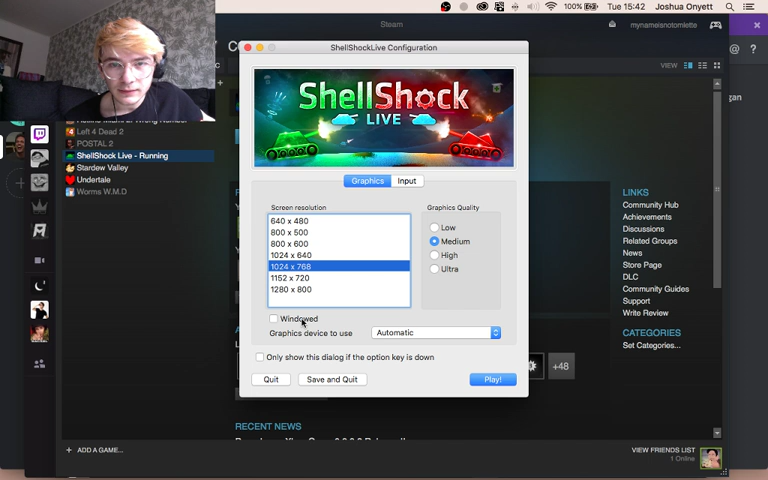 100%
Tue 15:42
Joshua Onyett
Steam
mynameisnotomlette
ShellShockLive Configuration
VIEW
ShellShock
LIVE
Left 4 Dead 2
POSTAL 2
ShellShock Live - Running
Stardew Valley
Undertale
Worms W.M.D
Graphics
Input
Screen resolution
640 x 480
800 x 500
800 x 600
1024 x 640
1024 x 768
1152 x 720
1280 x 800
Graphics Quality
Low
Medium
High
Ultra
Windowed
Graphics device to use
Automatic
Only show this dialog if the option key is down
Quit
Save and Quit
Play!
LINKS
Community Hub
Achievements
Discussions
Related Groups
News
Store Page
DLC
Community Guides
Support
Write Review
CATEGORIES
Set Categories...
+48
RECENT NEWS
ADD A GAME...
VIEW FRIENDS LIST
1 Online